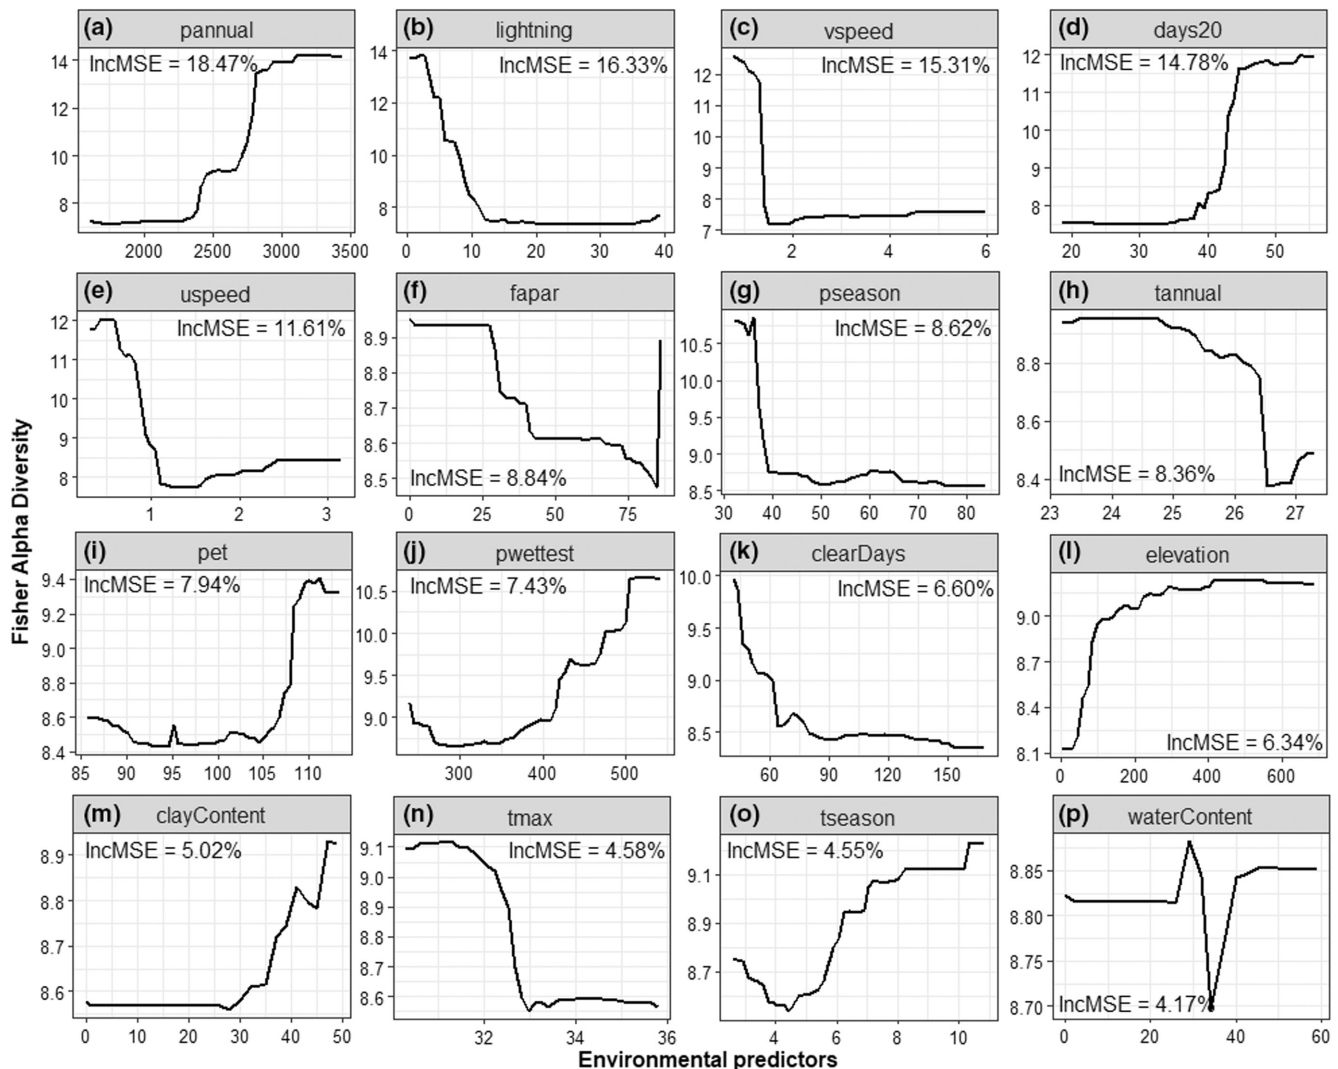 (a) pannual
IncMSE = 18.47%
14
12
10
8
2000 2500 3000 3500
(b) lightning
IncMSE = 16.33%
14
12
10
8
0 10 20 30 40
(c) vspeed
IncMSE = 15.31%
12
11
10
9
8
7
2 4 6
(d) days20
IncMSE = 14.78%
12
11
10
9
8
20 30 40 50
(e) uspeed
IncMSE = 11.61%
12
11
10
9
8
1 2 3
(f) fapar
IncMSE = 8.84%
8.9
8.8
8.7
8.6
8.5
0 25 50 75
(g) pseason
IncMSE = 8.62%
10.5
10.0
9.5
9.0
8.5
30 40 50 60 70 80
(h) tannual
IncMSE = 8.36%
8.8
8.6
8.4
23 24 25 26 27
(i) pet
IncMSE = 7.94%
9.4
9.2
9.0
8.8
8.6
8.4
85 90 95 100 105 110
(j) pwettest
IncMSE = 7.43%
10.5
10.0
9.5
9.0
300 400 500
(k) clearDays
IncMSE = 6.60%
10.0
9.5
9.0
8.5
60 90 120 150
(l) elevation
IncMSE = 6.34%
9.0
8.7
8.4
8.1
0 200 400 600
(m) clayContent
IncMSE = 5.02%
8.9
8.8
8.7
8.6
0 10 20 30 40 50
(n) tmax
IncMSE = 4.58%
9.1
9.0
8.9
8.8
8.7
8.6
32 34 36
(o) tseason
IncMSE = 4.55%
9.1
8.9
8.7
4 6 8 10
(p) waterContent
IncMSE = 4.17%
8.85
8.80
8.75
8.70
0 20 40 60
Fisher Alpha Diversity
Environmental predictors